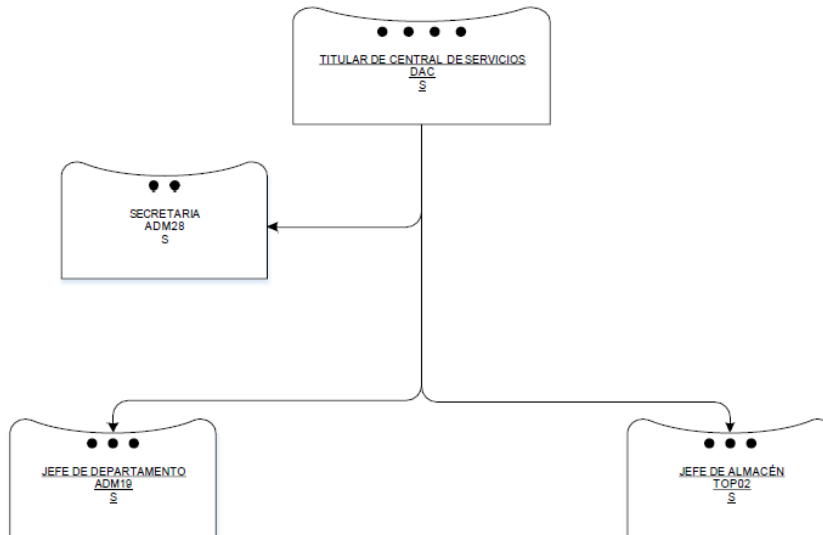 TITULAR DE CENTRAL DE SERVICIOS
DAC
S
SECRETARIA
ADM28
S
JEFE DE DEPARTAMENTO
ADM19
S
JEFE DE ALMACÉN
TOP02
S